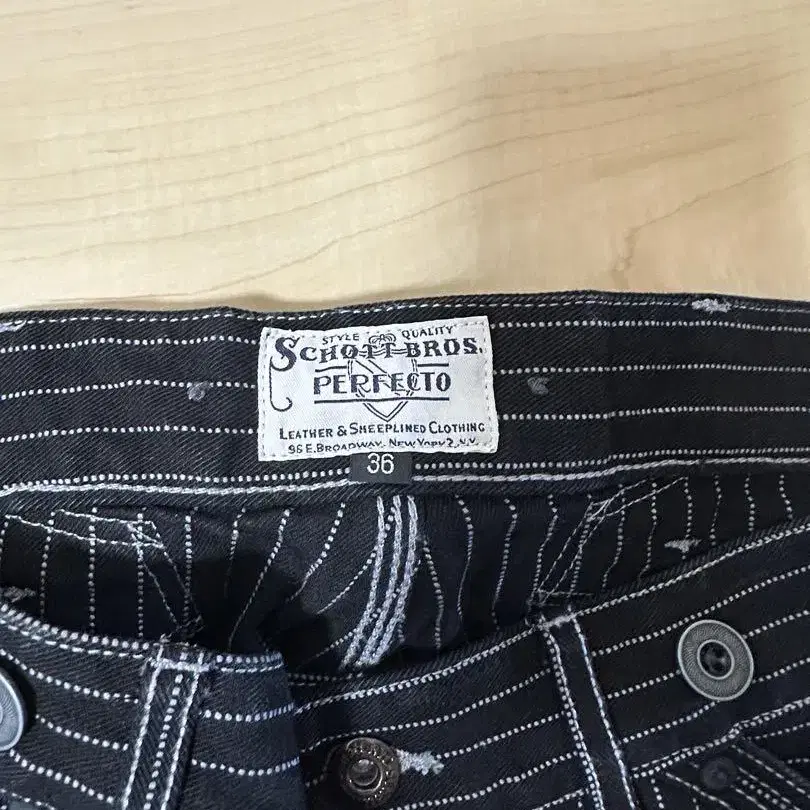 STYLE QUALITY
SCHOTT BROS.
PERFECTO
LEATHER & SHEEPLINED CLOTHING
96 E. BROADWAY, NEW YORK 2, N.Y.
36